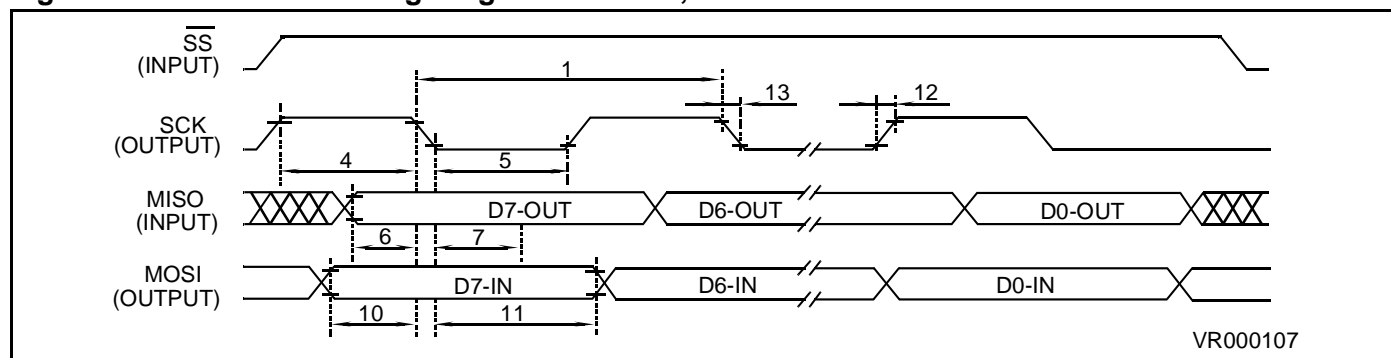 SS
(INPUT)
1
13
12
SCK
(OUTPUT)
4
5
MISO
(INPUT)
D7-OUT
D6-OUT
D0-OUT
6
7
MOSI
(OUTPUT)
D7-IN
D6-IN
D0-IN
10
11
VR000107